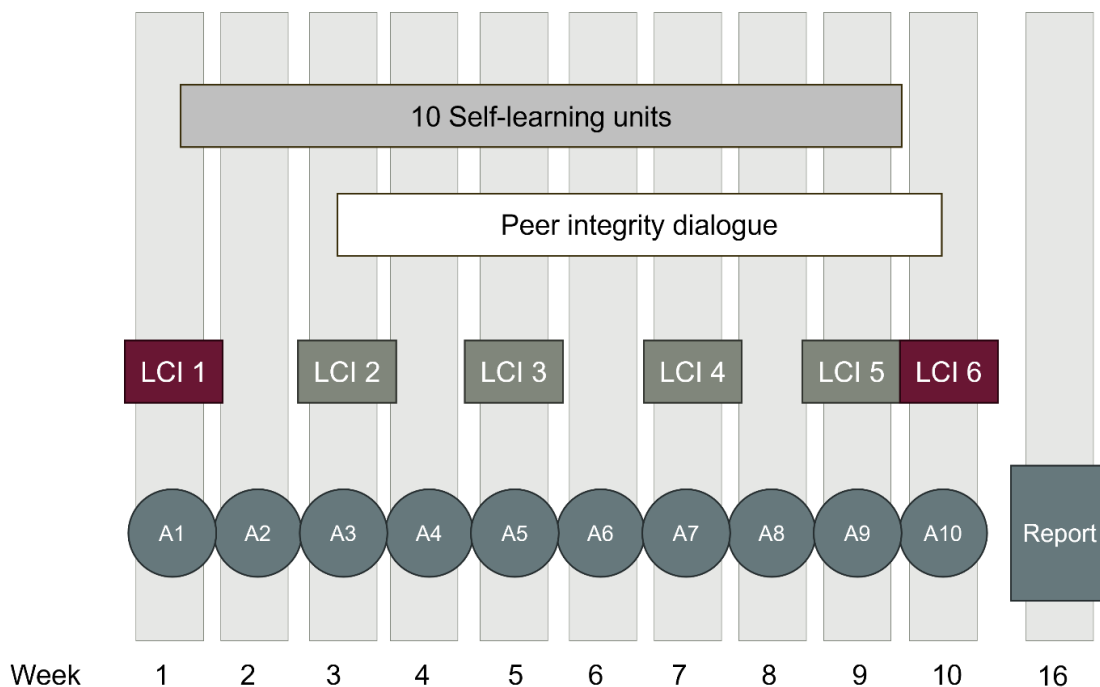 10 Self-learning units
Peer integrity dialogue
LCI 1 LCI 2 LCI 3 LCI 4 LCI 5 LCI 6
A1 A2 A3 A4 A5 A6 A7 A8 A9 A10 Report
Week 1 2 3 4 5 6 7 8 9 10 16